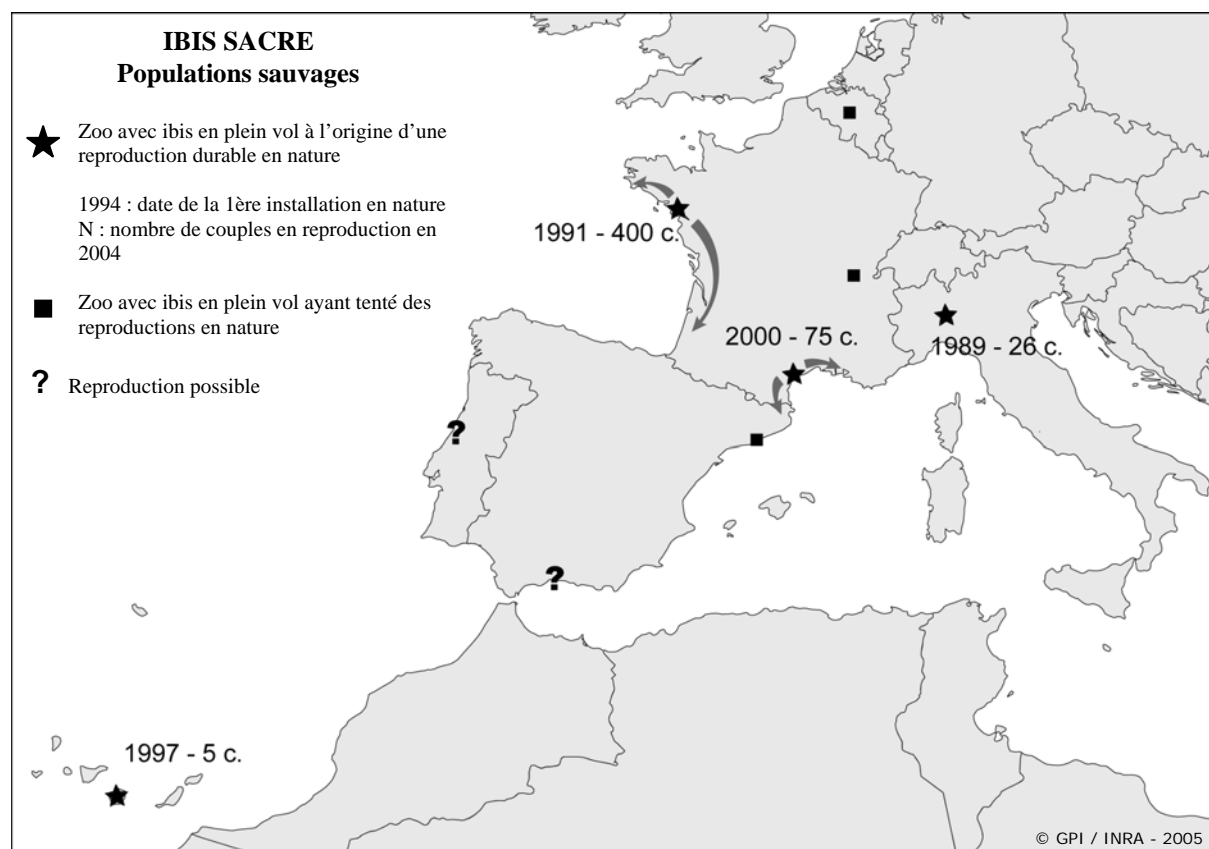 IBIS SACRE
Populations sauvages
Zoo avec ibis en plein vol à l'origine d'une
reproduction durable en nature
1994 : date de la 1ère installation en nature
N : nombre de couples en reproduction en
2004
Zoo avec ibis en plein vol ayant tenté des
reproductions en nature
? Reproduction possible
1991 - 400 c.
2000 - 75 c.
1989 - 26 c.
?
?
1997 - 5 c.
© GPI / INRA - 2005